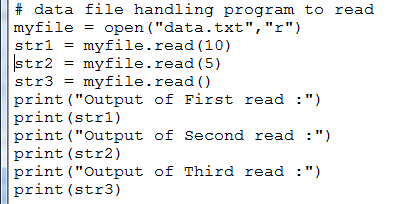 # data file handling program to read
myfile = open("data.txt","r")
str1 = myfile.read(10)
str2 = myfile.read(5)
str3 = myfile.read()
print("Output of First read :")
print(str1)
print("Output of Second read :")
print(str2)
print("Output of Third read :")
print(str3)